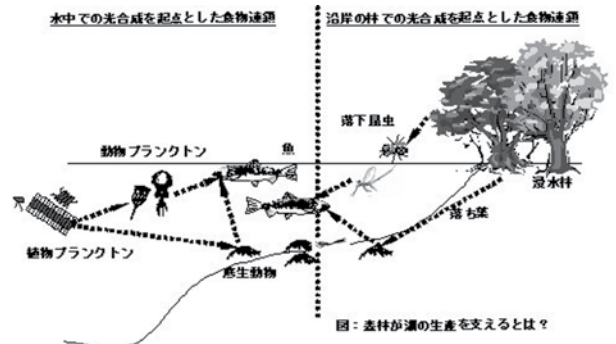 水中での光合成を起点とした食物連鎖
沿岸の林での光合成を起点とした食物連鎖
落下昆虫
動物プランクトン
魚
浸水林
落ち葉
植物プランクトン
底生動物
図：森林が湖の生産を支えるとは？